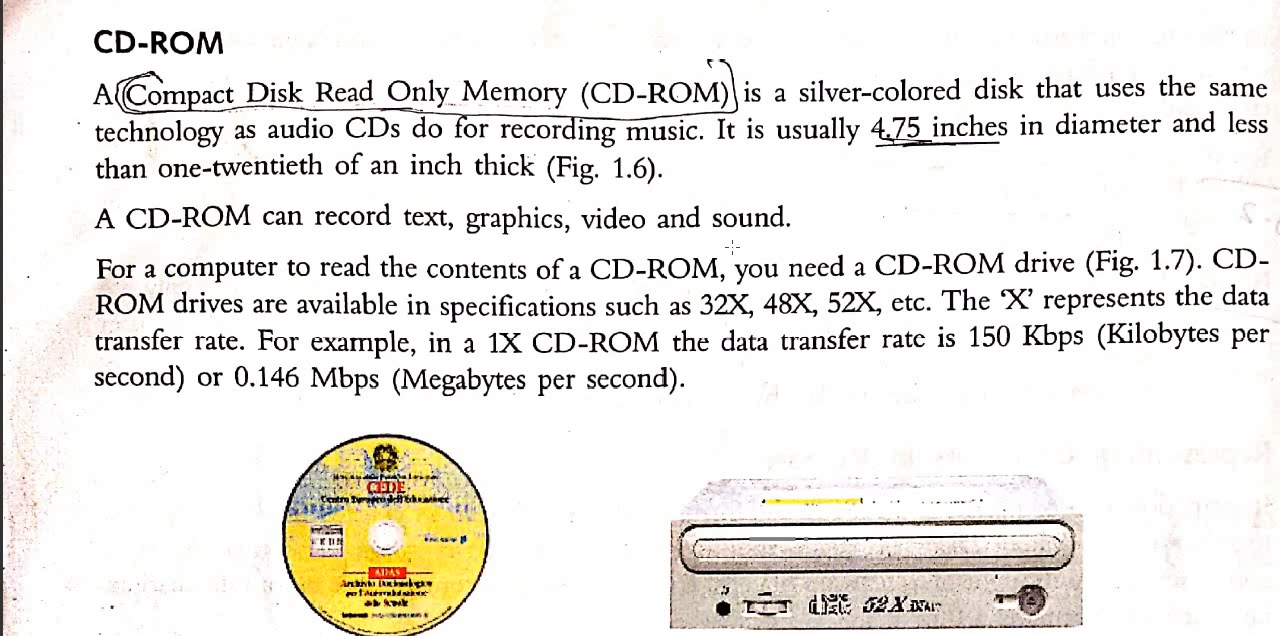 CD-ROM
A (Compact Disk Read Only Memory (CD-ROM) is a silver-colored disk that uses the same
technology as audio CDs do for recording music. It is usually 4.75 inches in diameter and less
than one-twentieth of an inch thick (Fig. 1.6).
A CD-ROM can record text, graphics, video and sound.
For a computer to read the contents of a CD-ROM, you need a CD-ROM drive (Fig. 1.7). CD-
ROM drives are available in specifications such as 32X, 48X, 52X, etc. The ‘X’ represents the data
transfer rate. For example, in a 1X CD-ROM the data transfer rate is 150 Kbps (Kilobytes per
second) or 0.146 Mbps (Megabytes per second).
CEDE
52X